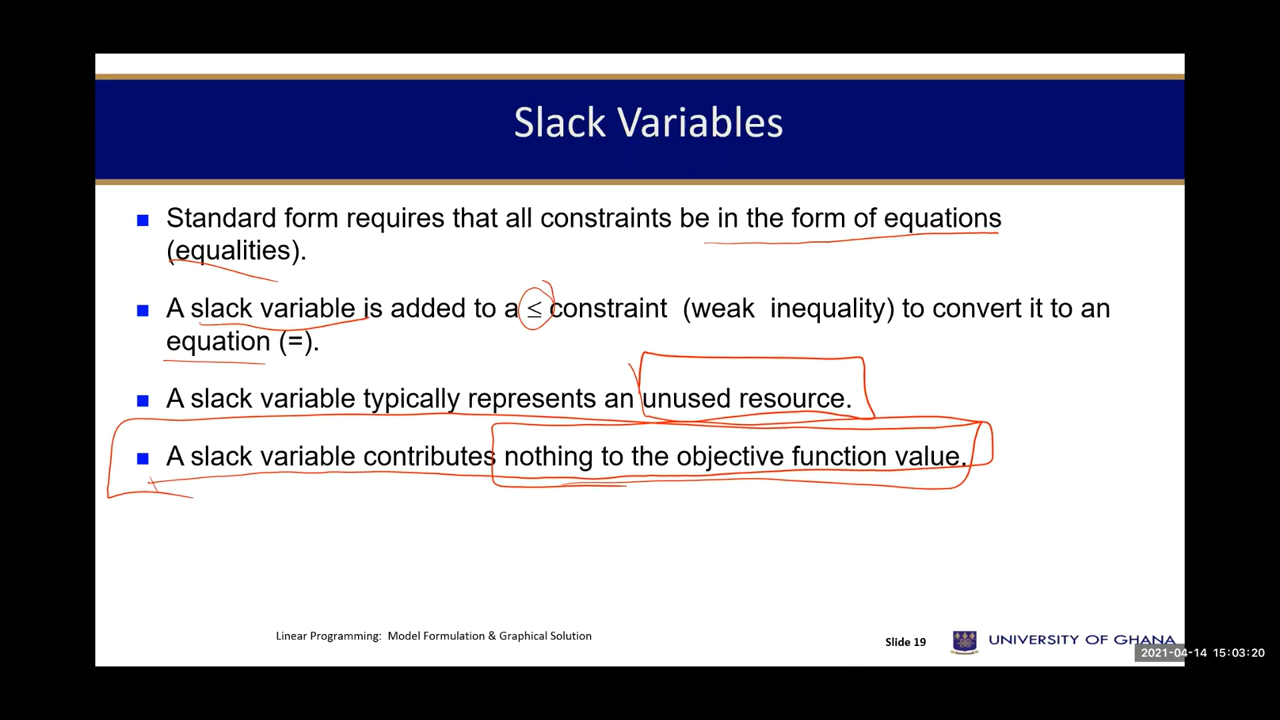 Slack Variables
Standard form requires that all constraints be in the form of equations
(equalities).
A slack variable is added to a ≤ constraint (weak inequality) to convert it to an
equation (=).
A slack variable typically represents an unused resource.
A slack variable contributes nothing to the objective function value.
Linear Programming: Model Formulation & Graphical Solution
Slide 19
UNIVERSITY OF GHANA
2021-04-14 15:03:20